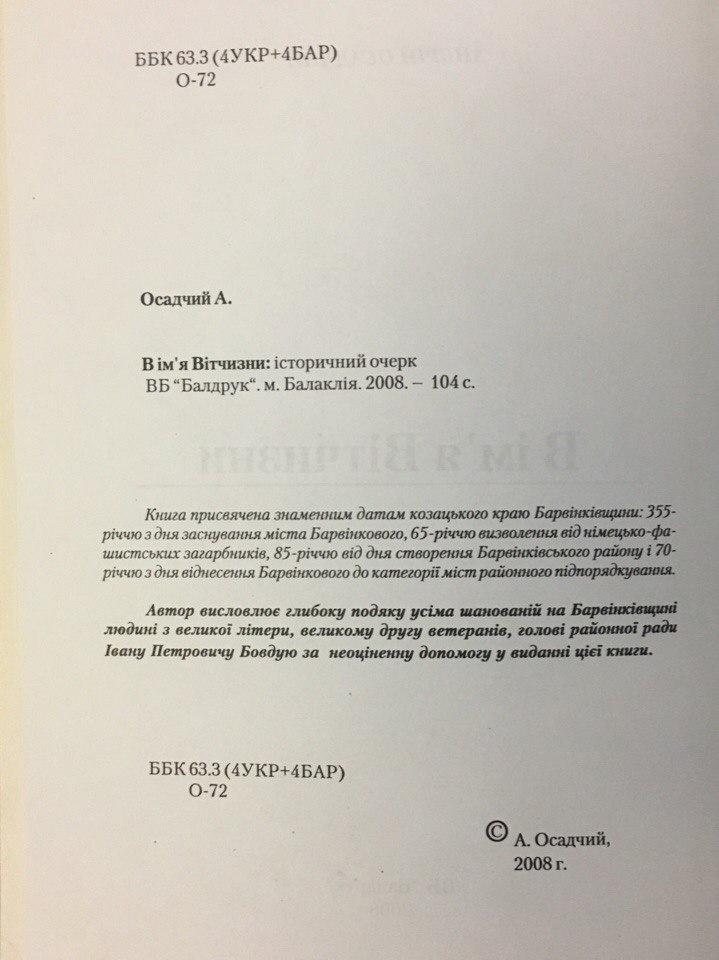 ББК 63.3 (4УКР+4БАР)
О-72
Осадчий А.
В ім'я Вітчизни: історичний очерк
ВБ “Балдрук“. м. Балаклія. 2008. – 104 с.
В ім'я Вітчизни
Книга присвячена знаменним датам козацького краю Барвінківщини: 355-
річчю з дня заснування міста Барвінкового, 65-річчю визволення від німецько-фа-
шистських загарбників, 85-річчю від дня створення Барвінківського району і 70-
річчю з дня віднесення Барвінкового до категорії міст районного підпорядкування.
Автор висловлює глибоку подяку усіма шанованій на Барвінківщині
людині з великої літери, великому другу ветеранів, голові районної ради
Івану Петровичу Бовдую за неоціненну допомогу у виданні цієї книги.
ББК 63.3 (4УКР+4БАР)
О-72
© А. Осадчий,
2008 г.